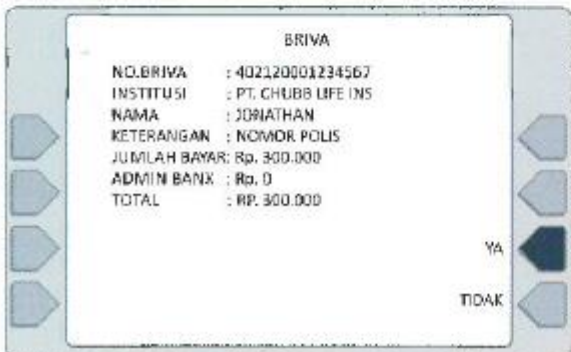 BRIVA
NO.BRIVA : 402120001234567
INSTITUSI : PT. CHUBB LIFE INS
NAMA : JONATHAN
KETERANGAN : NOMOR POLIS
JUMLAH BAYAR: Rp. 300.000
ADMIN BANK : Rp. 0
TOTAL : RP. 300.000
YA
TIDAK